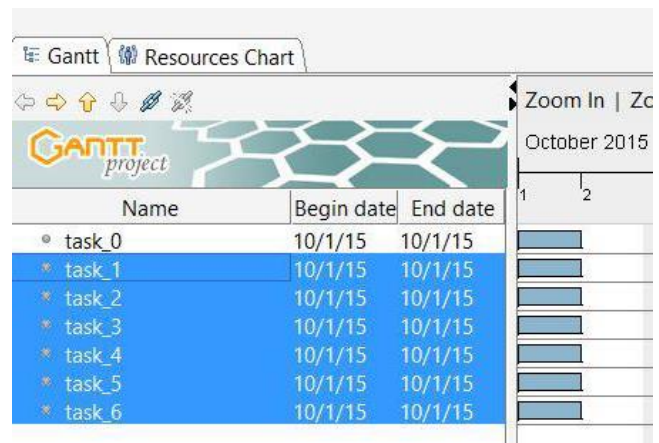 Gantt Resources Chart
Zoom In | Zo
GANTT
project
October 2015
1 2
Name Begin date End date
task_0 10/1/15 10/1/15
task_1 10/1/15 10/1/15
task_2 10/1/15 10/1/15
task_3 10/1/15 10/1/15
task_4 10/1/15 10/1/15
task_5 10/1/15 10/1/15
task_6 10/1/15 10/1/15